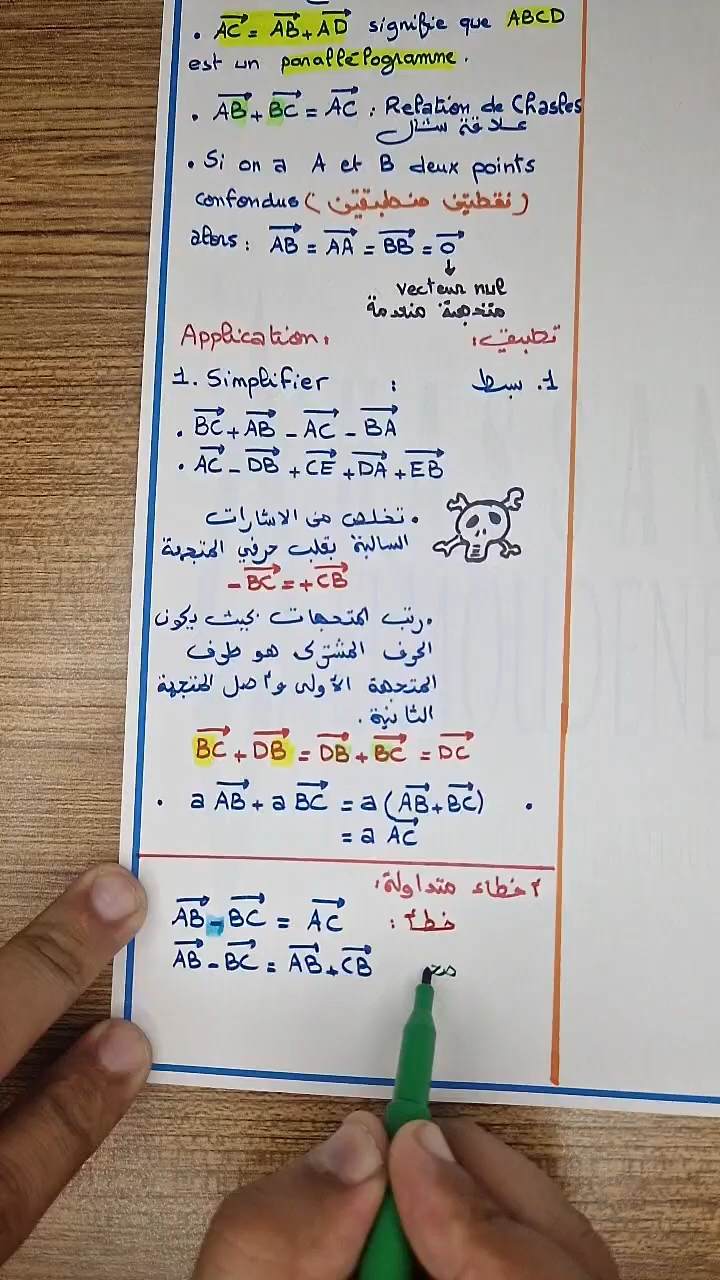 • AC = AB + AD signifie que ABCD
est un parallélogramme.
• AB + BC = AC : Relation de Chasles
علاقة شال
• Si on a A et B deux points
confondus ( نقطتين منطبقتين )
alors : AB = AA = BB = 0
↓
vecteur nul
متجهة منعدمة
Application: تطبيق:
1. Simplifier : 1. بسط
• BC + AB - AC - BA
• AC - DB + CE + DA + EB
• تخلص من الاشارات
السالبة بقلب حرفي المتجهة
- BC = + CB
• رتب المتجهات بحيث يكون
الحرف المشترك هو طرف
المتجهة الأولى وأصل المتجهة
الثانية.
BC + DB = DB + BC = DC
• a AB + a BC = a(AB + BC) •
= a AC
أخطاء متداولة:
AB - BC = AC خطأ :
AB - BC = AB + CB صح